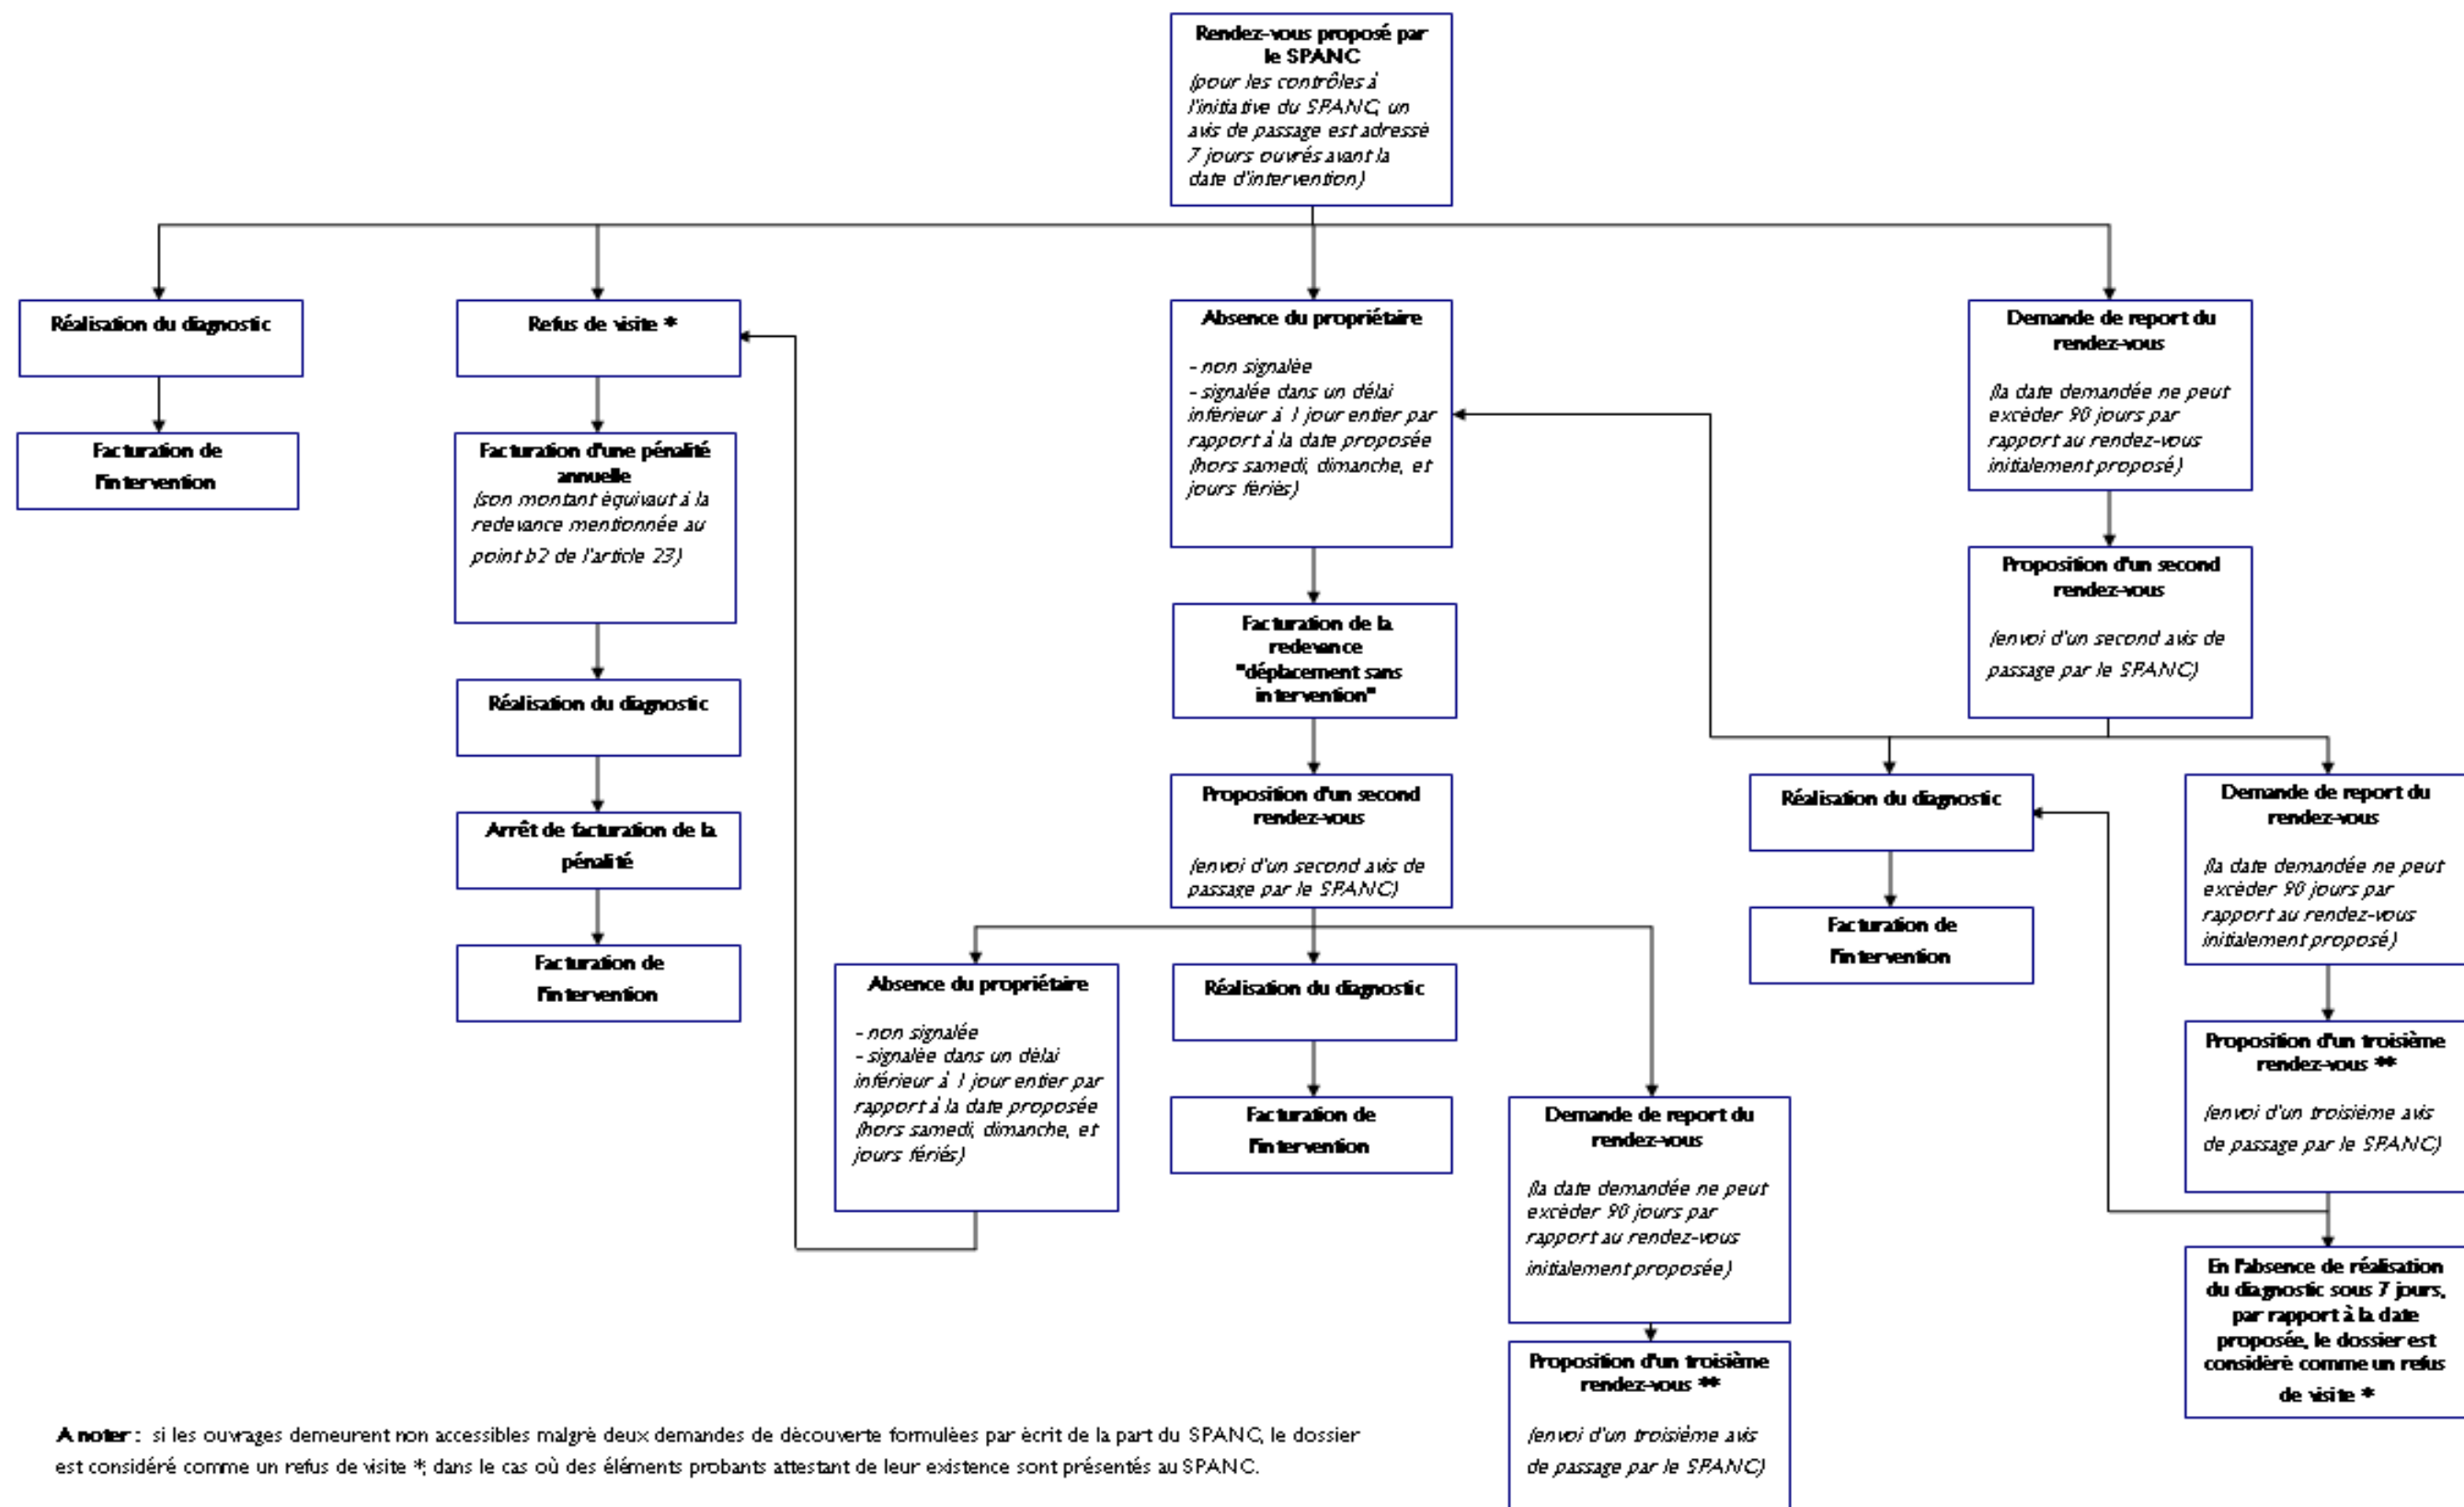 Rendez-vous proposé par
le SPANC
(pour les contrôles à
l'initiative du SPANC, un
avis de passage est adressé
7 jours ouvrés avant la
date d'intervention)
Réalisation du diagnostic
Facturation de
l'intervention
Refus de visite *
Facturation d'une pénalité
annuelle
(son montant équivaut à la
redevance mentionnée au
point b2 de l'article 23)
Réalisation du diagnostic
Arrêt de facturation de la
pénalité
Facturation de
l'intervention
Absence du propriétaire
- non signalée
- signalée dans un délai
inférieur à 1 jour entier par
rapport à la date proposée
(hors samedi, dimanche, et
jours fériés)
Facturation de la
redevance
"déplacement sans
intervention"
Proposition d'un second
rendez-vous
(envoi d'un second avis de
passage par le SPANC)
Absence du propriétaire
- non signalée
- signalée dans un délai
inférieur à 1 jour entier par
rapport à la date proposée
(hors samedi, dimanche, et
jours fériés)
Réalisation du diagnostic
Facturation de
l'intervention
Demande de report du
rendez-vous
(la date demandée ne peut
excéder 90 jours par
rapport au rendez-vous
initialement proposée)
Proposition d'un troisième
rendez-vous **
(envoi d'un troisième avis
de passage par le SPANC)
Demande de report du
rendez-vous
(la date demandée ne peut
excéder 90 jours par
rapport au rendez-vous
initialement proposé)
Proposition d'un second
rendez-vous
(envoi d'un second avis de
passage par le SPANC)
Réalisation du diagnostic
Facturation de
l'intervention
Demande de report du
rendez-vous
(la date demandée ne peut
excéder 90 jours par
rapport au rendez-vous
initialement proposé)
Proposition d'un troisième
rendez-vous **
(envoi d'un troisième avis
de passage par le SPANC)
En l'absence de réalisation
du diagnostic sous 7 jours,
par rapport à la date
proposée, le dossier est
considéré comme un refus
de visite *
A noter : si les ouvrages demeurent non accessibles malgré deux demandes de découverte formulées par écrit de la part du SPANC, le dossier
est considéré comme un refus de visite *, dans le cas où des éléments probants attestant de leur existence sont présentés au SPANC.